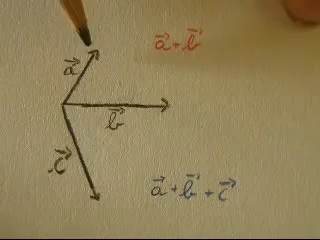 a⃗ + b⃗
a⃗
b⃗
c⃗
a⃗ + b⃗ + c⃗